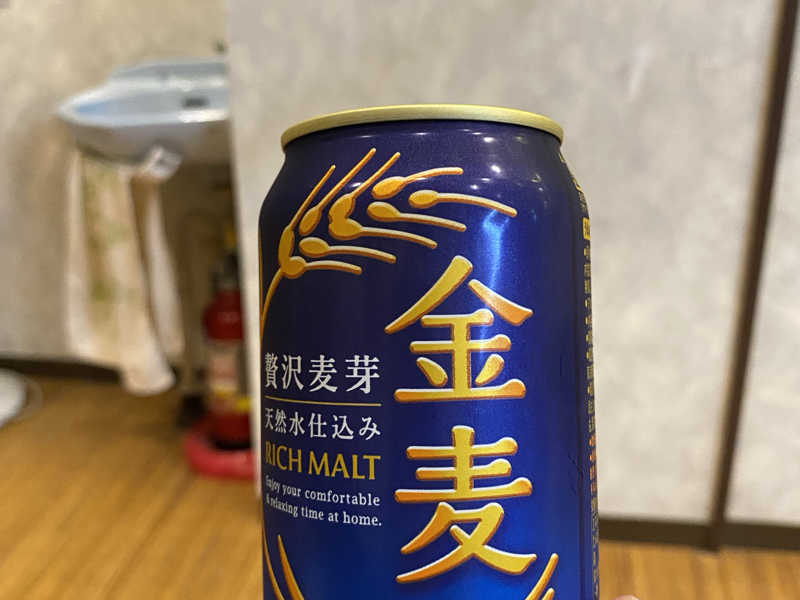 金麦
贅沢麦芽
天然水仕込み
RICH MALT
Enjoy your comfortable
& relaxing time at home.